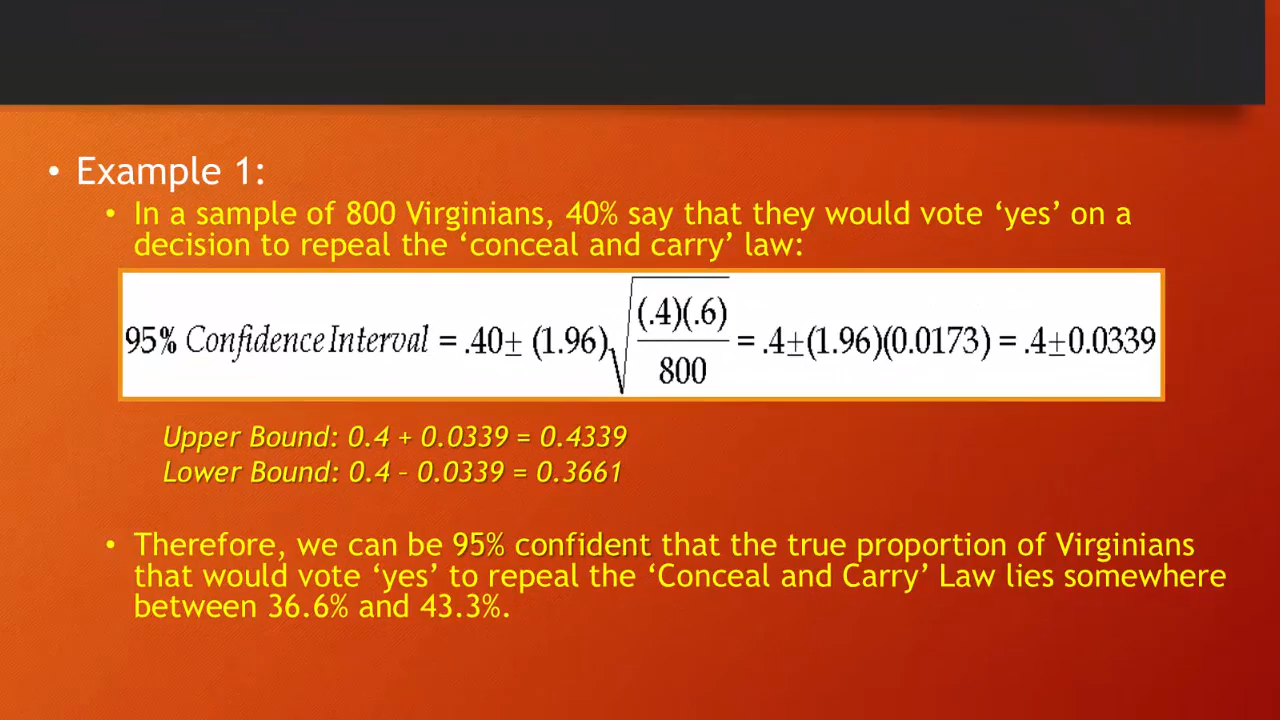 • Example 1:
• In a sample of 800 Virginians, 40% say that they would vote ‘yes’ on a
decision to repeal the ‘conceal and carry’ law:
95% Confidence Interval = .40± (1.96)√((.4)(.6)/800) = .4±(1.96)(0.0173) = .4±0.0339
Upper Bound: 0.4 + 0.0339 = 0.4339
Lower Bound: 0.4 – 0.0339 = 0.3661
• Therefore, we can be 95% confident that the true proportion of Virginians
that would vote ‘yes’ to repeal the ‘Conceal and Carry’ Law lies somewhere
between 36.6% and 43.3%.